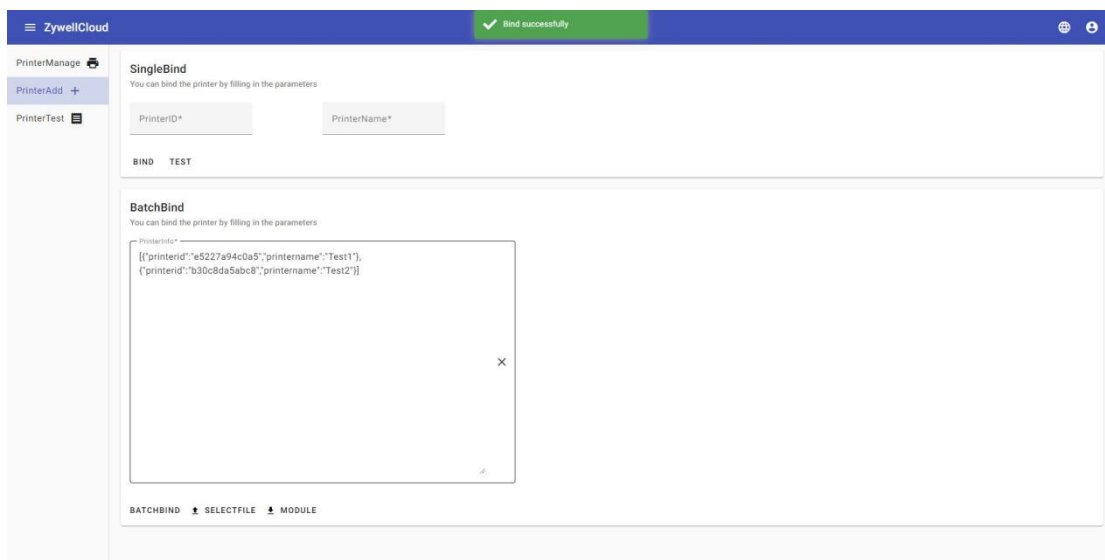 ZywellCloud
Bind successfully
PrinterManage
PrinterAdd
PrinterTest
SingleBind
You can bind the printer by filling in the parameters
PrinterID*
PrinterName*
BIND TEST
BatchBind
You can bind the printer by filling in the parameters
PrinterInfo*
[{"printerid":"e5227a94c0a5","printername":"Test1"},
{"printerid":"b30c8da5abc8","printername":"Test2"}]
BATCHBIND SELECTFILE MODULE